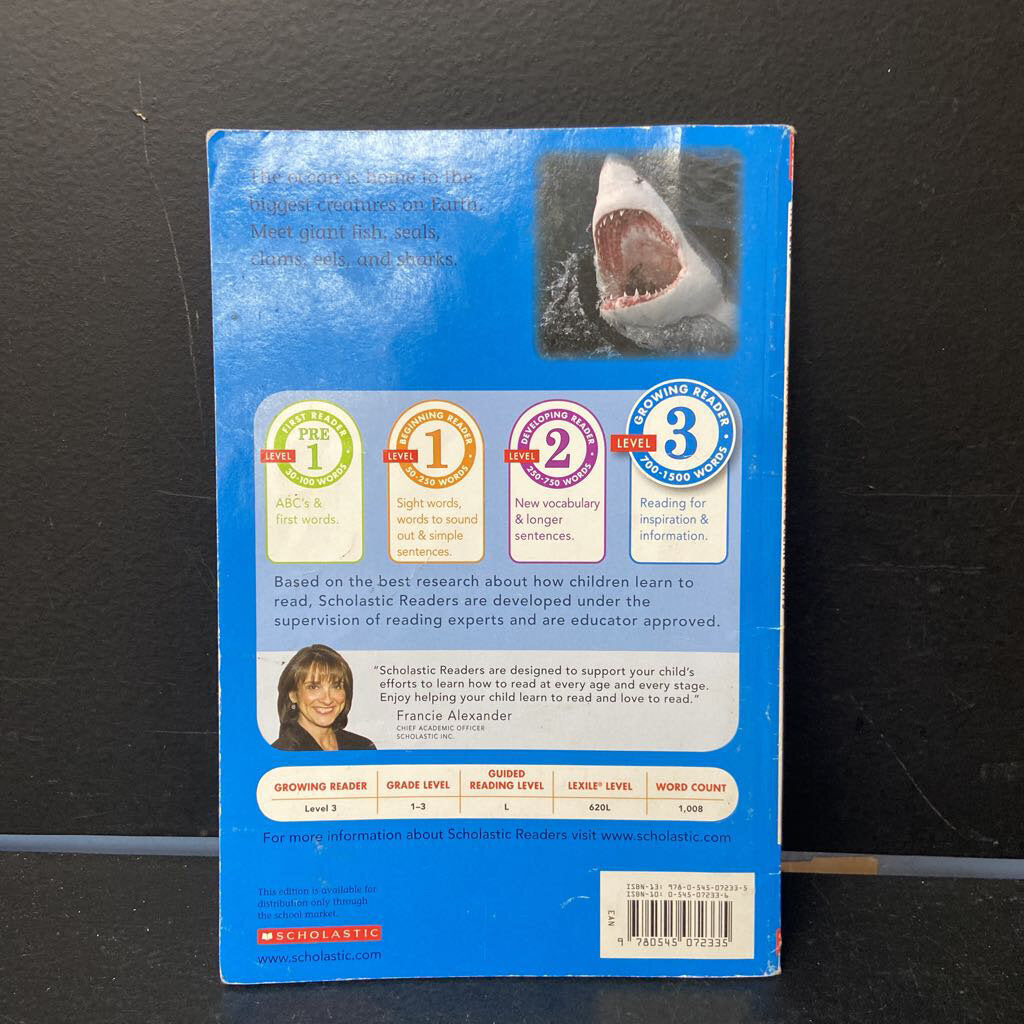 The ocean is home to the
biggest creatures on Earth.
Meet giant fish, seals,
clams, eels, and sharks.
FIRST READER
LEVEL
PRE
1
30-100 WORDS
ABC's &
first words.
BEGINNING READER
LEVEL
1
50-250 WORDS
Sight words,
words to sound
out & simple
sentences.
DEVELOPING READER
LEVEL
2
250-750 WORDS
New vocabulary
& longer
sentences.
GROWING READER
LEVEL
3
700-1500 WORDS
Reading for
inspiration &
information.
Based on the best research about how children learn to
read, Scholastic Readers are developed under the
supervision of reading experts and are educator approved.
"Scholastic Readers are designed to support your child's
efforts to learn how to read at every age and every stage.
Enjoy helping your child learn to read and love to read."
Francie Alexander
CHIEF ACADEMIC OFFICER
SCHOLASTIC INC.
GROWING READER GRADE LEVEL GUIDED READING LEVEL LEXILE® LEVEL WORD COUNT
Level 3 1-3 L 620L 1,008
For more information about Scholastic Readers visit www.scholastic.com
This edition is available for
distribution only through
the school market.
SCHOLASTIC
www.scholastic.com
ISBN-13: 978-0-545-07233-5
ISBN-10: 0-545-07233-6
EAN
9 780545 072335